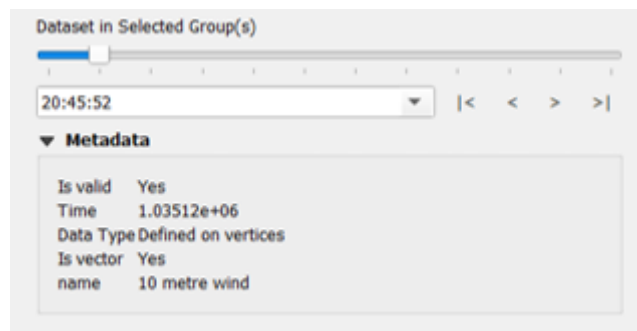 Dataset in Selected Group(s)
20:45:52 |< < > >|
Metadata
Is valid Yes
Time 1.03512e+06
Data Type Defined on vertices
Is vector Yes
name 10 metre wind